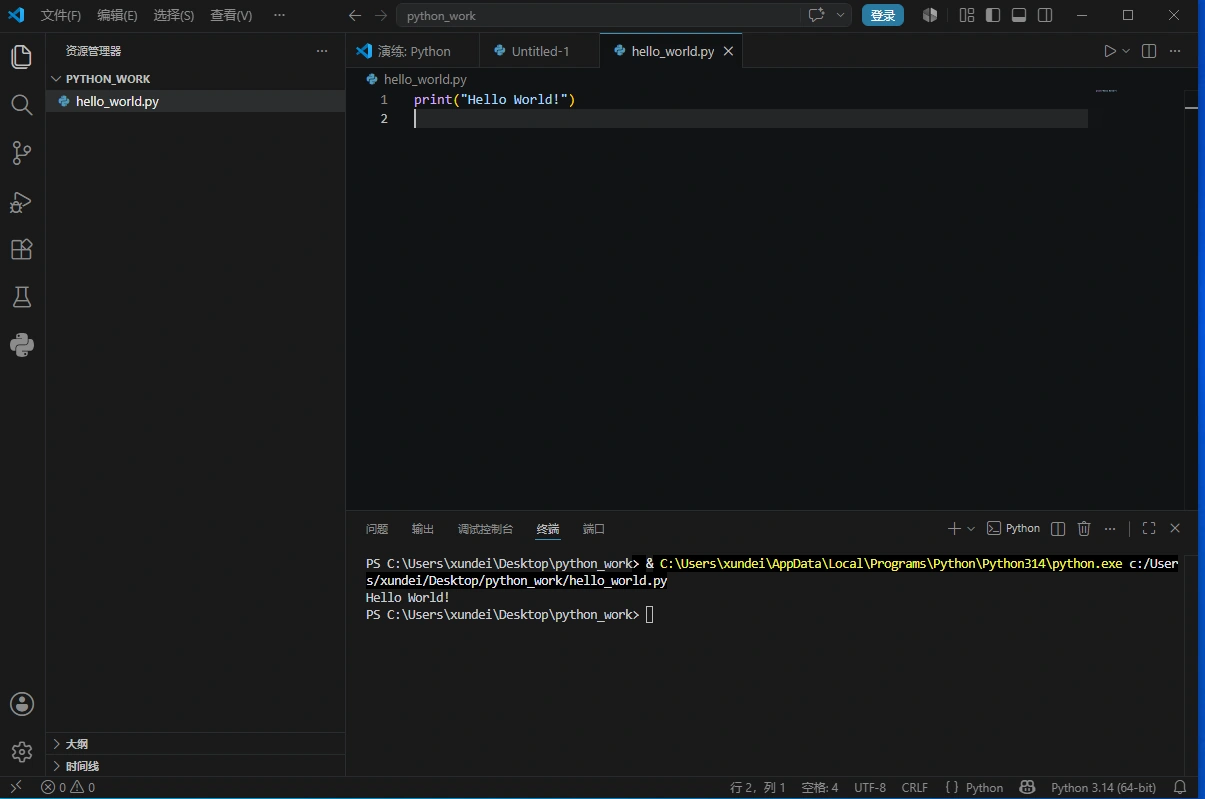 文件(F) 编辑(E) 选择(S) 查看(V) ··· python_work 登录
资源管理器 ···
演练: Python Untitled-1 hello_world.py
PYTHON_WORK
hello_world.py
hello_world.py
1 print("Hello World!")
2
问题 输出 调试控制台 终端 端口 Python ···
PS C:\Users\xundei\Desktop\python_work> & C:\Users\xundei\AppData\Local\Programs\Python\Python314\python.exe c:/User
s/xundei/Desktop/python_work/hello_world.py
Hello World!
PS C:\Users\xundei\Desktop\python_work>
大纲
时间线
0 0 行 2，列 1 空格: 4 UTF-8 CRLF { } Python Python 3.14 (64-bit)